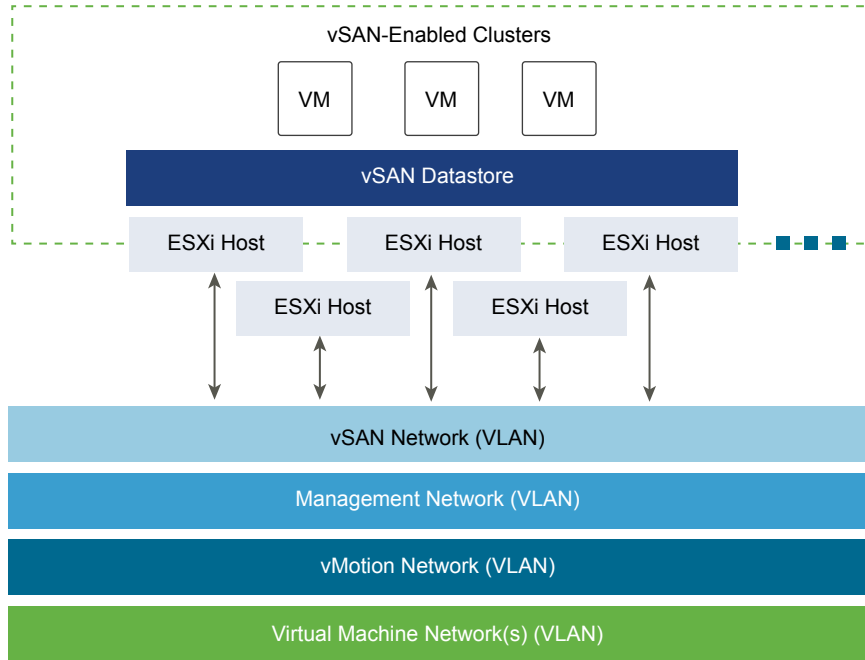 vSAN-Enabled Clusters
VM VM VM
vSAN Datastore
ESXi Host ESXi Host ESXi Host
ESXi Host ESXi Host
vSAN Network (VLAN)
Management Network (VLAN)
vMotion Network (VLAN)
Virtual Machine Network(s) (VLAN)